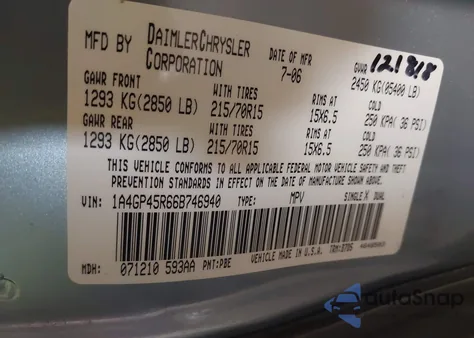 MFD BY DAIMLERCHRYSLER CORPORATION DATE OF MFR 7-06 GVWR 121818
2450 KG(05400 LB)
GAWR FRONT WITH TIRES RIMS AT COLD
1293 KG(2850 LB) 215/70R15 15X6.5 250 KPA( 36 PSI)
GAWR REAR WITH TIRES RIMS AT COLD
1293 KG(2850 LB) 215/70R15 15X6.5 250 KPA( 36 PSI)
THIS VEHICLE CONFORMS TO ALL APPLICABLE FEDERAL MOTOR VEHICLE SAFETY AND THEFT
PREVENTION STANDARDS IN EFFECT ON THE DATE OF MANUFACTURE SHOWN ABOVE.
VIN: 1A4GP45R66B746940 TYPE: MPV SINGLE X DUAL
MDH: 071210 593AA PNT:PBE VEHICLE MADE IN U.S.A.
autoSnap